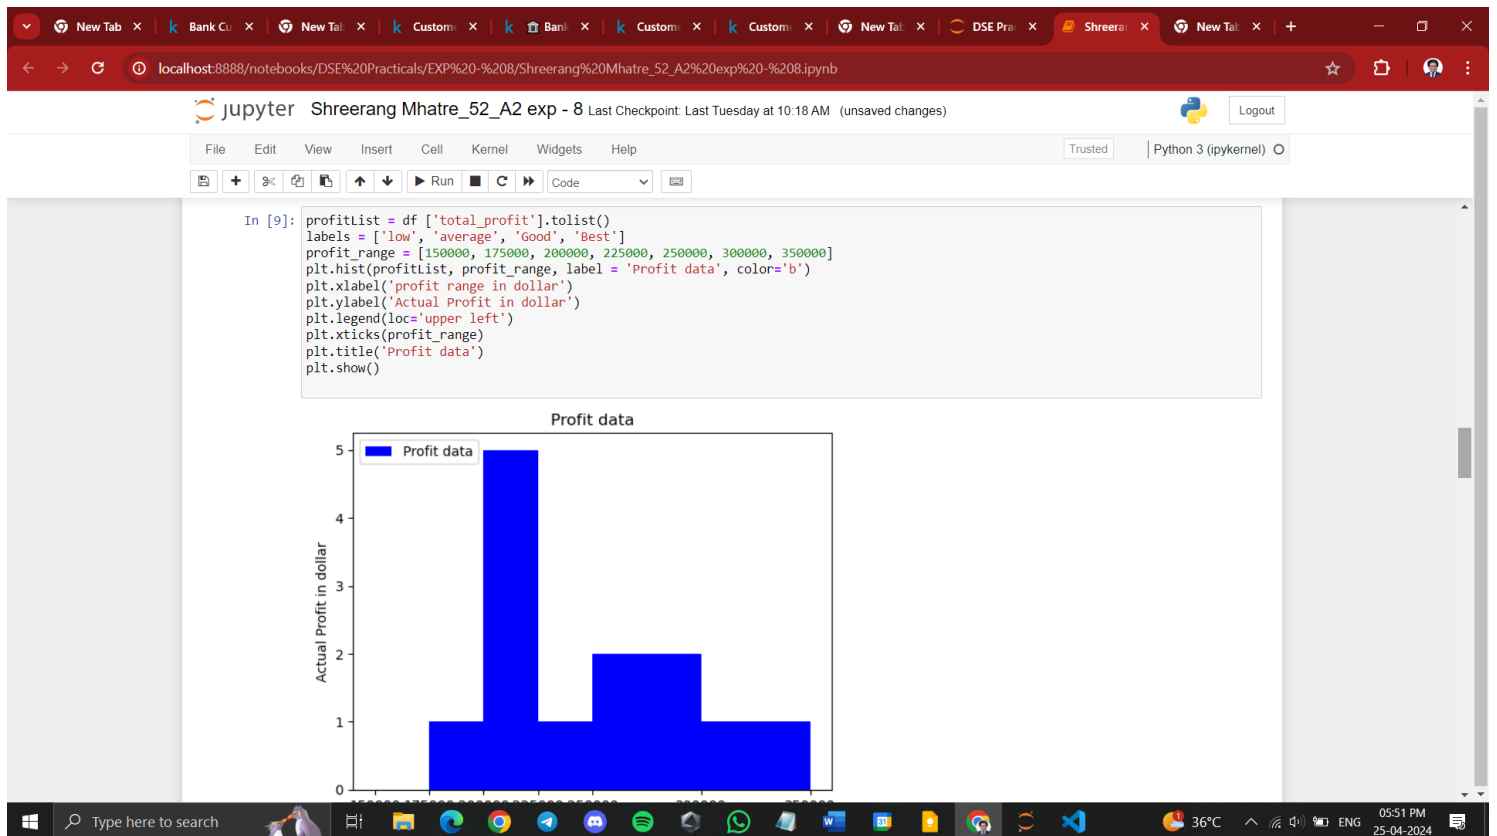 New Tab
Bank Cu
New Tab
Custom
Bank
Custom
Custom
New Tab
DSE Pra
Shreeran
New Tab
localhost:8888/notebooks/DSE%20Practicals/EXP%20-%208/Shreerang%20Mhatre_52_A2%20exp%20-%208.ipynb
jupyter Shreerang Mhatre_52_A2 exp - 8 Last Checkpoint: Last Tuesday at 10:18 AM (unsaved changes)
Logout
File Edit View Insert Cell Kernel Widgets Help
Trusted
Python 3 (ipykernel)
Run
Code
In [9]: profitList = df ['total_profit'].tolist()
labels = ['low', 'average', 'Good', 'Best']
profit_range = [150000, 175000, 200000, 225000, 250000, 300000, 350000]
plt.hist(profitList, profit_range, label = 'Profit data', color='b')
plt.xlabel('profit range in dollar')
plt.ylabel('Actual Profit in dollar')
plt.legend(loc='upper left')
plt.xticks(profit_range)
plt.title('Profit data')
plt.show()
Profit data
Profit data
5
4
3
2
1
0
Actual Profit in dollar
Type here to search
36°C
ENG
05:51 PM
25-04-2024